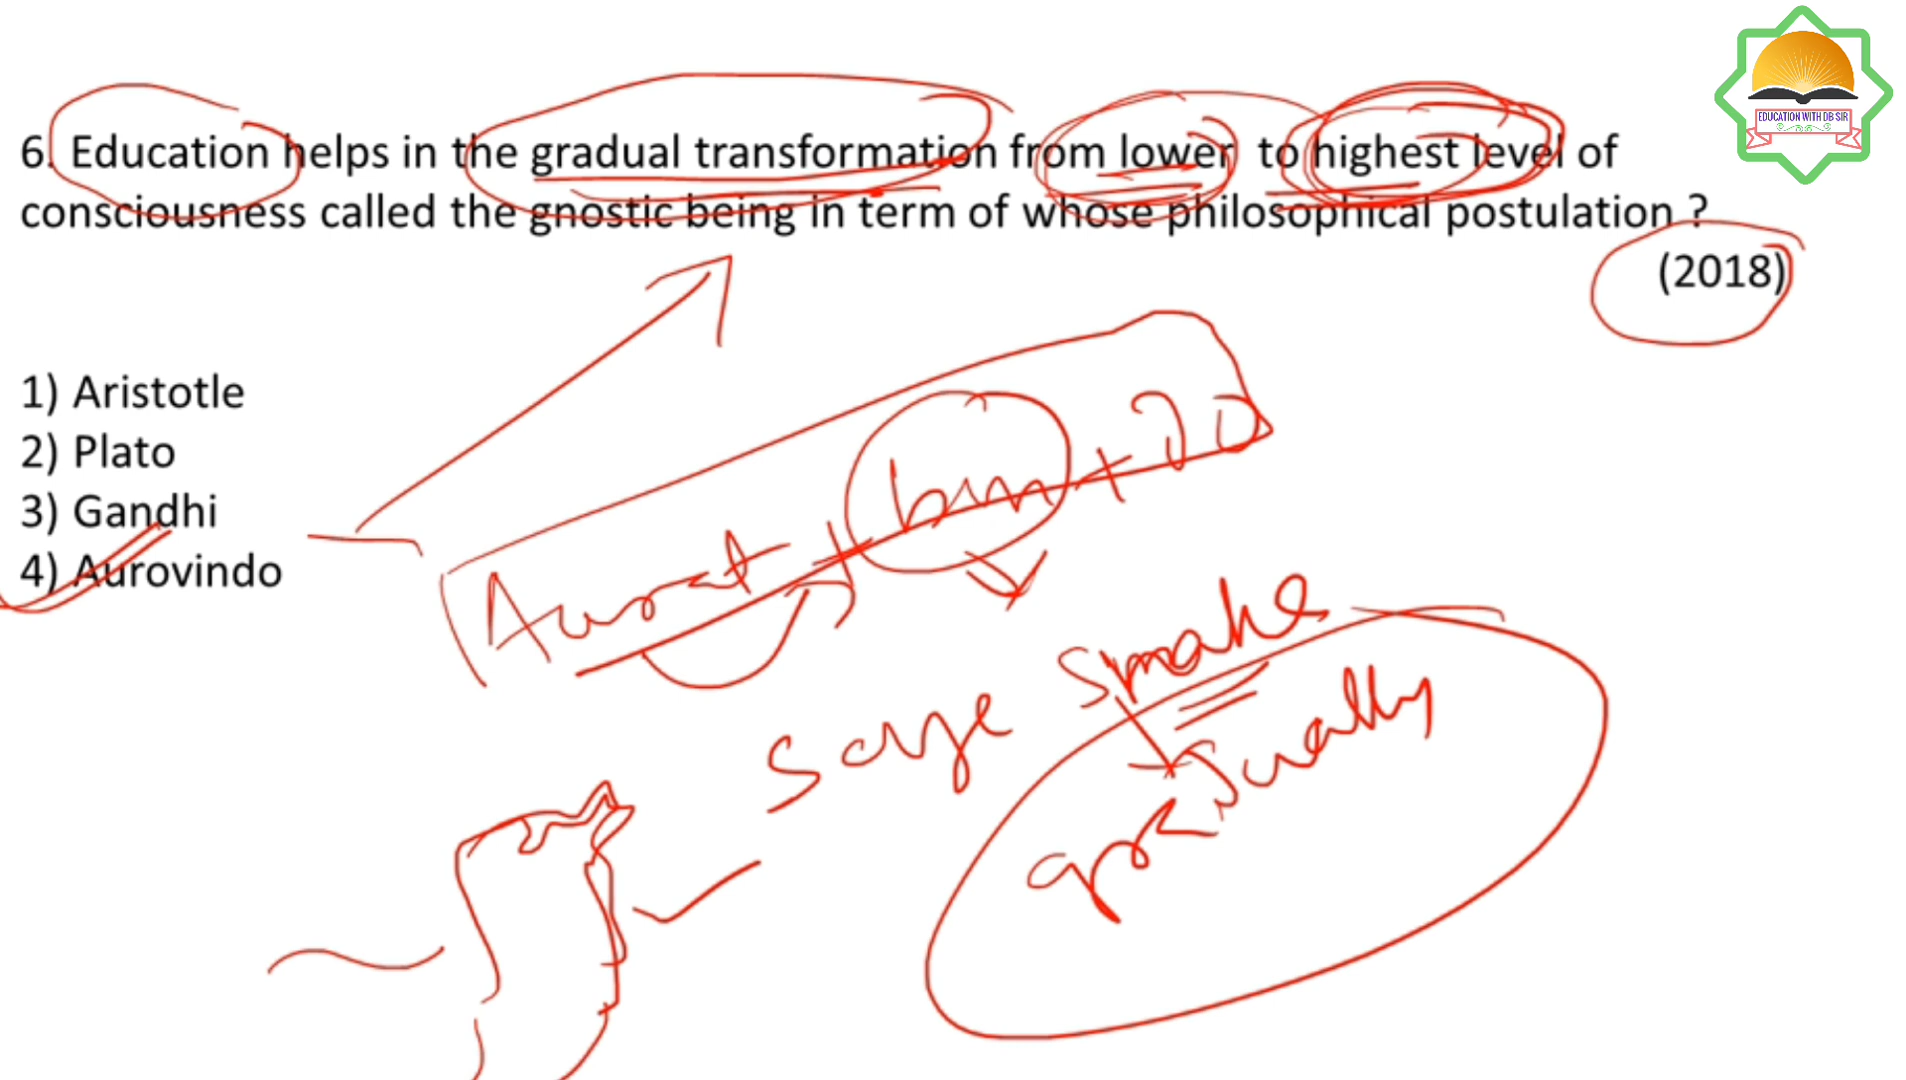 6. Education helps in the gradual transformation from lower to highest level of
consciousness called the gnostic being in term of whose philosophical postulation ?
(2018)
1) Aristotle
2) Plato
3) Gandhi
4) Aurovindo
EDUCATION WITH DB SIR
Aurat +